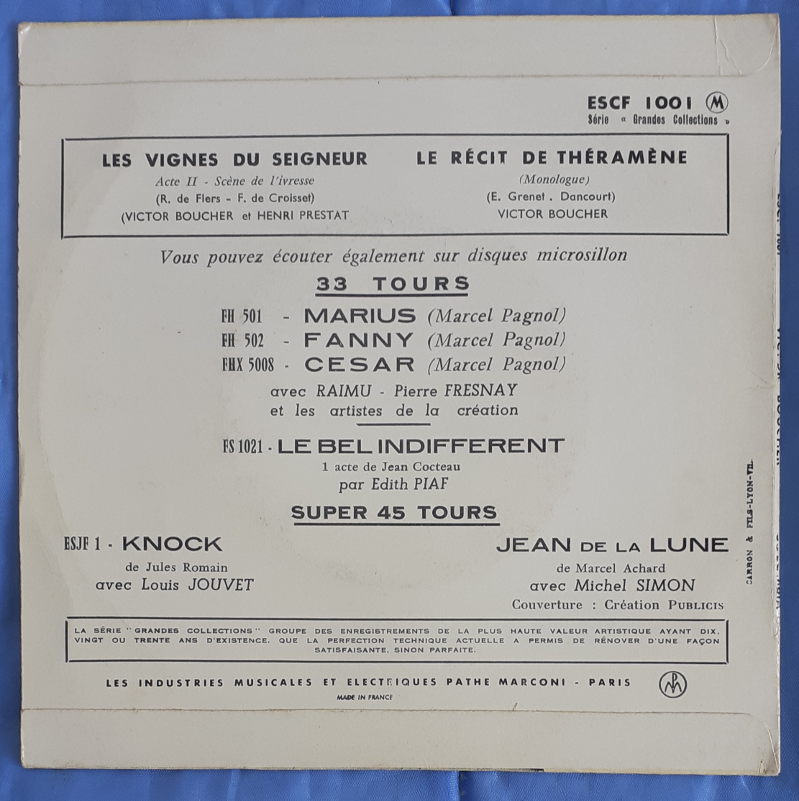 ESCF 1001 M
Série « Grandes Collections »
LES VIGNES DU SEIGNEUR
Acte II - Scène de l'ivresse
(R. de Flers - F. de Croisset)
(VICTOR BOUCHER et HENRI PRESTAT
LE RÉCIT DE THÉRAMÈNE
(Monologue)
(E. Grenet . Dancourt)
VICTOR BOUCHER
Vous pouvez écouter également sur disques microsillon
33 TOURS
FH 501 - MARIUS (Marcel Pagnol)
FH 502 - FANNY (Marcel Pagnol)
FHX 5008 - CESAR (Marcel Pagnol)
avec RAIMU - Pierre FRESNAY
et les artistes de la création
FS 1021 - LE BEL INDIFFERENT
1 acte de Jean Cocteau
par Edith PIAF
SUPER 45 TOURS
ESJF 1 - KNOCK
de Jules Romain
avec Louis JOUVET
JEAN DE LA LUNE
de Marcel Achard
avec Michel SIMON
Couverture : Création PUBLICIS
CARRON & FILS-LYON-VII.
LA SÉRIE "GRANDES COLLECTIONS" GROUPE DES ENREGISTREMENTS DE LA PLUS HAUTE VALEUR ARTISTIQUE AYANT DIX,
VINGT OU TRENTE ANS D'EXISTENCE, QUE LA PERFECTION TECHNIQUE ACTUELLE A PERMIS DE RÉNOVER D'UNE FAÇON
SATISFAISANTE, SINON PARFAITE.
LES INDUSTRIES MUSICALES ET ELECTRIQUES PATHE MARCONI - PARIS
MADE IN FRANCE